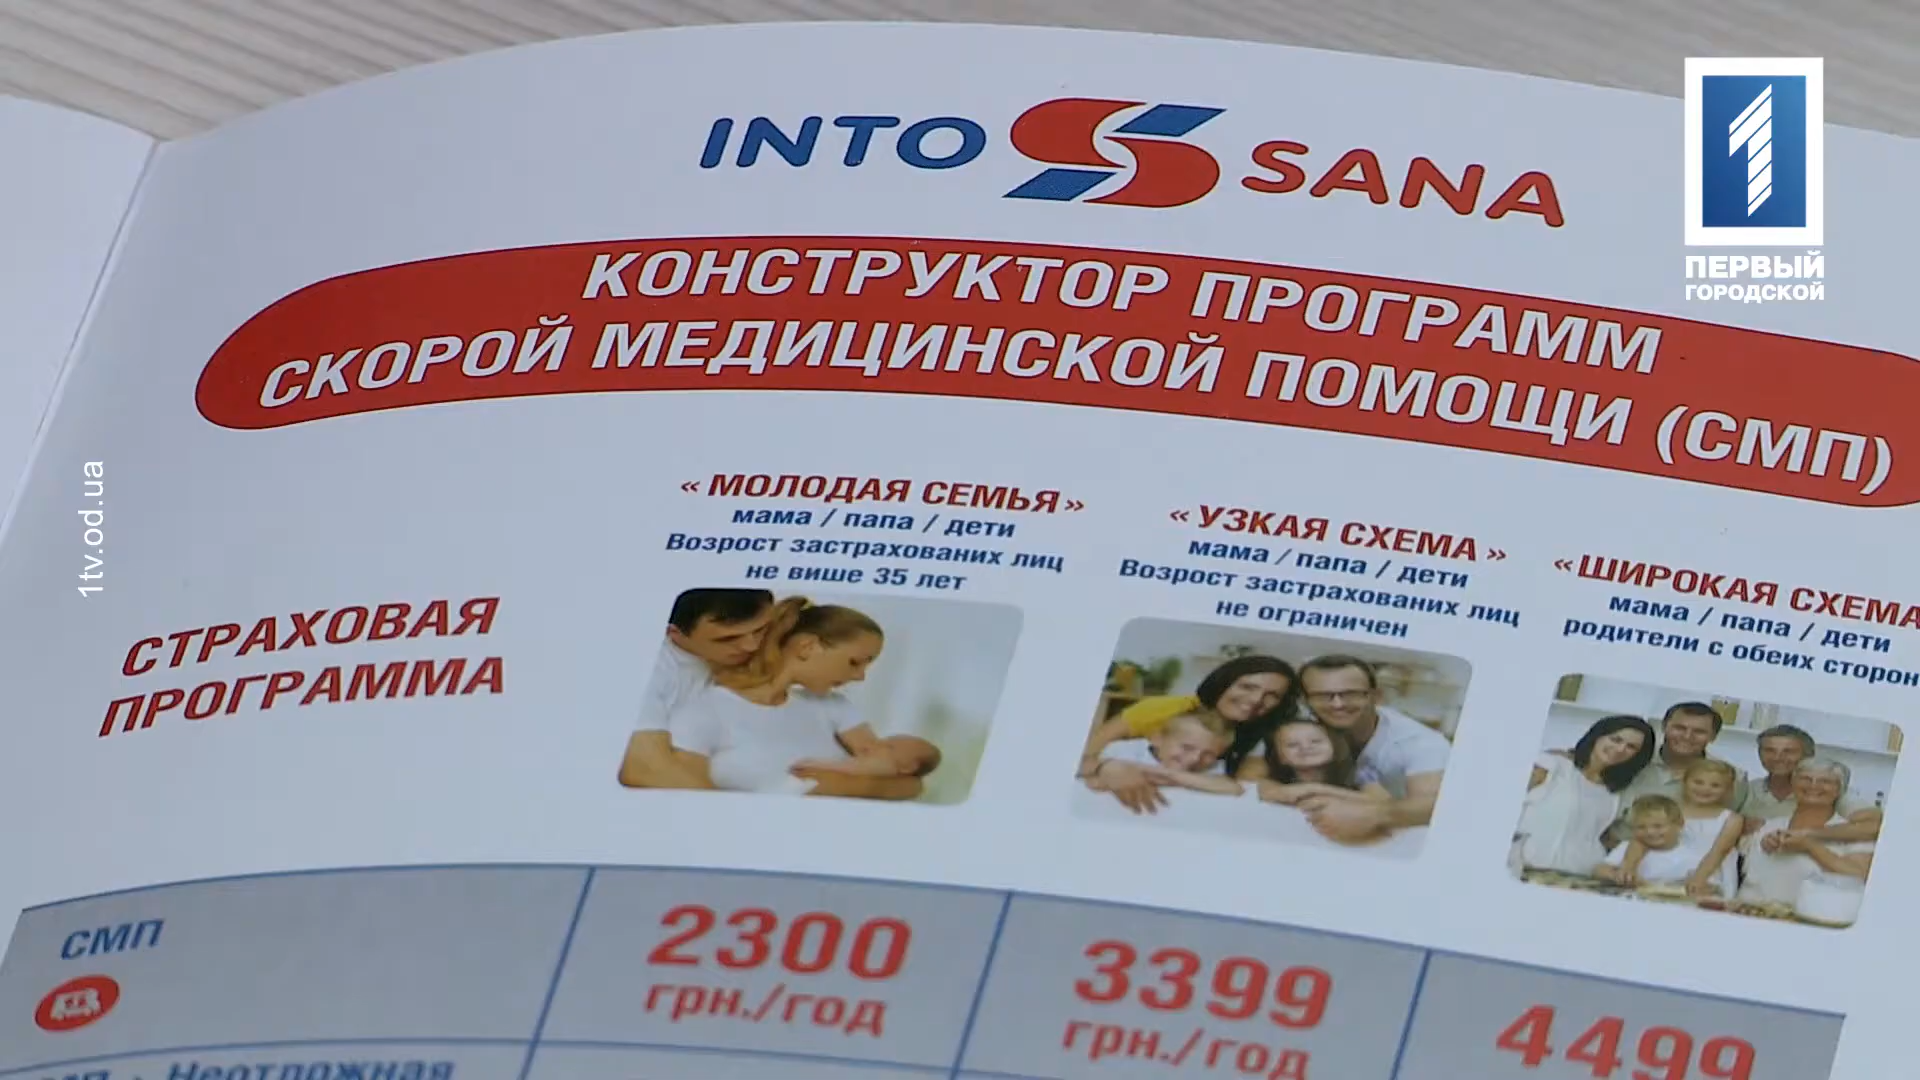 INTO SANA
ПЕРВЫЙ
ГОРОДСКОЙ
1tv.od.ua
КОНСТРУКТОР ПРОГРАММ
СКОРОЙ МЕДИЦИНСКОЙ ПОМОЩИ (СМП)
СТРАХОВАЯ
ПРОГРАММА
« МОЛОДАЯ СЕМЬЯ »
мама / папа / дети
Возрост застрахованих лиц
не више 35 лет
« УЗКАЯ СХЕМА »
мама / папа / дети
Возрост застрахованих лиц
не ограничен
«ШИРОКАЯ СХЕМА
мама / папа / дети
родители с обеих сторон
СМП
2300
грн./год
3399
грн./год
4499
Неотложная